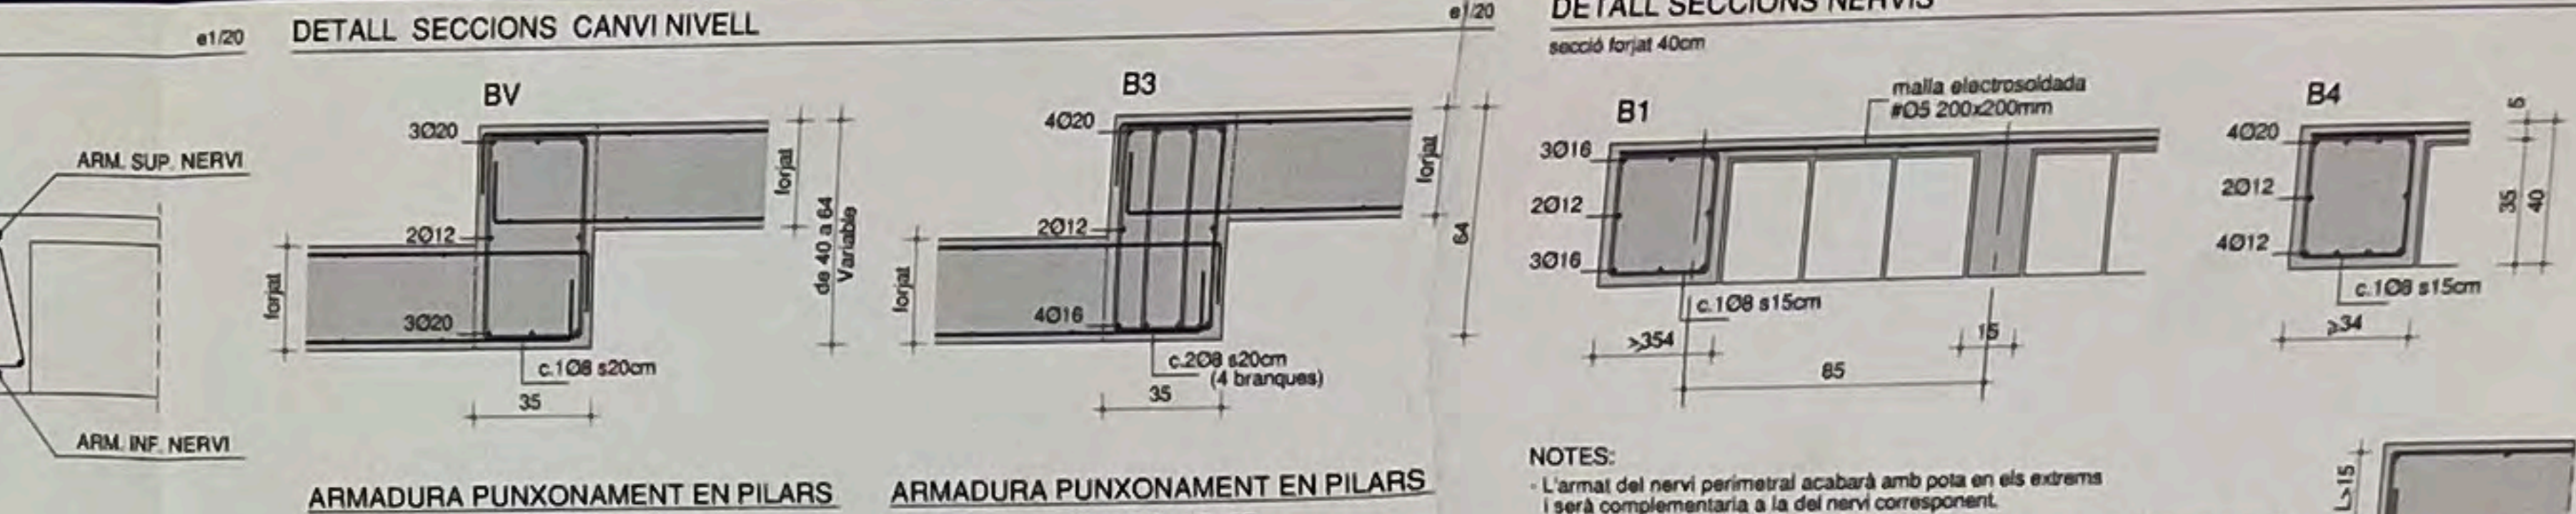 e1/20
DETALL SECCIONS CANVI NIVELL
e1/20
DETALL SECCIONS NERVIS
secció forjat 40cm
ARM. SUP. NERVI
ARM. INF. NERVI
BV
3Ø20
2Ø12
3Ø20
forjat
forjat
de 40 a 64
Variable
c.1Ø8 s20cm
35
B3
4Ø20
2Ø12
4Ø16
forjat
forjat
64
c.2Ø8 s20cm
(4 branques)
35
B1
malla electrosoldada
#Ø5 200x200mm
3Ø16
2Ø12
3Ø16
c.1Ø8 s15cm
>354
15
85
B4
4Ø20
2Ø12
4Ø12
c.1Ø8 s15cm
≥34
5
35
40
ARMADURA PUNXONAMENT EN PILARS
ARMADURA PUNXONAMENT EN PILARS
NOTES:
- L'armat del nervi perimetral acabarà amb pota en els extrems
i serà complementaria a la del nervi corresponent.
L>15